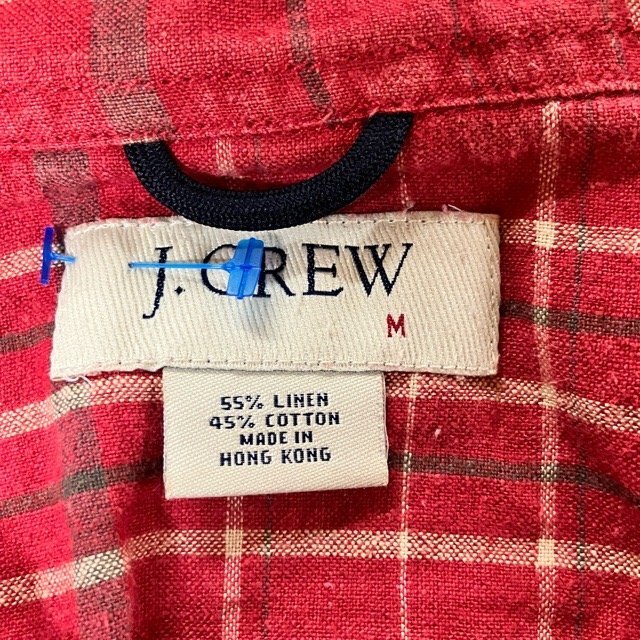 J. CREW
M
55% LINEN
45% COTTON
MADE IN
HONG KONG